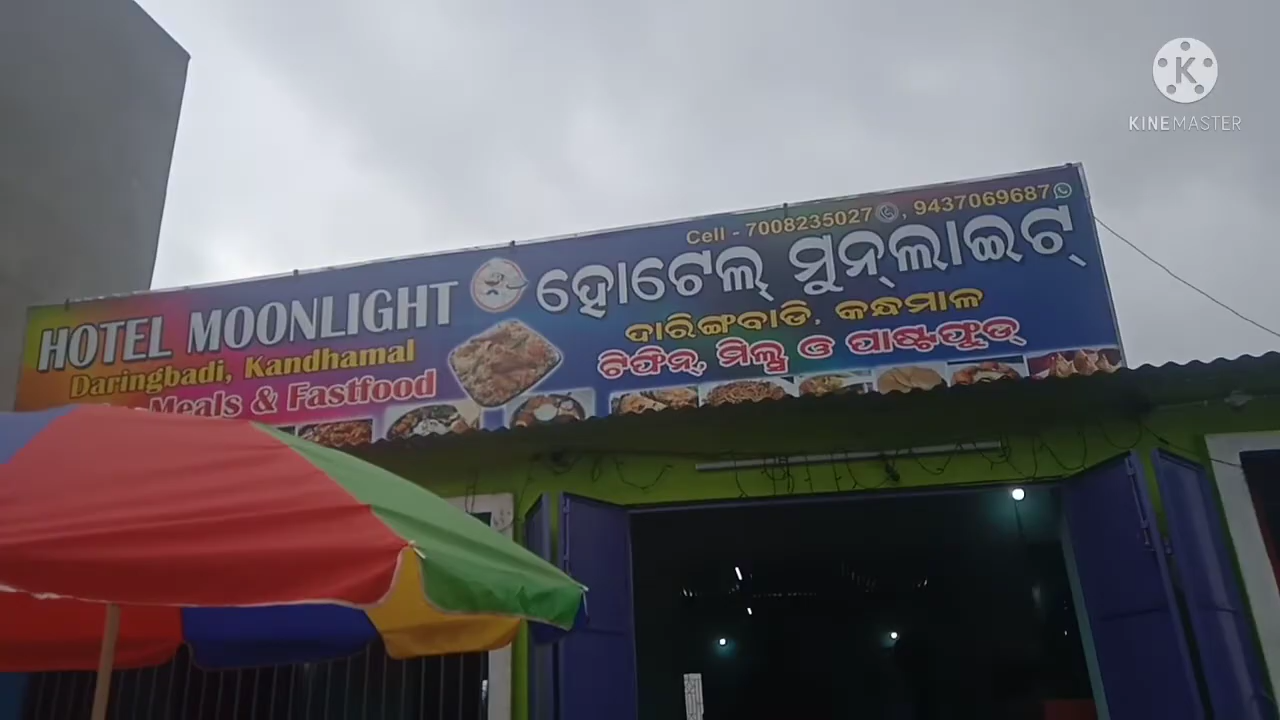 K
KINEMASTER
Cell - 7008235027, 9437069687
HOTEL MOONLIGHT
ହୋଟେଲ୍ ମୁନ୍‌ଲାଇଟ୍
Daringbadi, Kandhamal
ଦାରିଙ୍ଗବାଡି, କନ୍ଧମାଳ
Meals & Fastfood
ଟିଫିନ୍, ମିଲ୍ସ ଓ ପାଷ୍ଟଫୁଡ୍